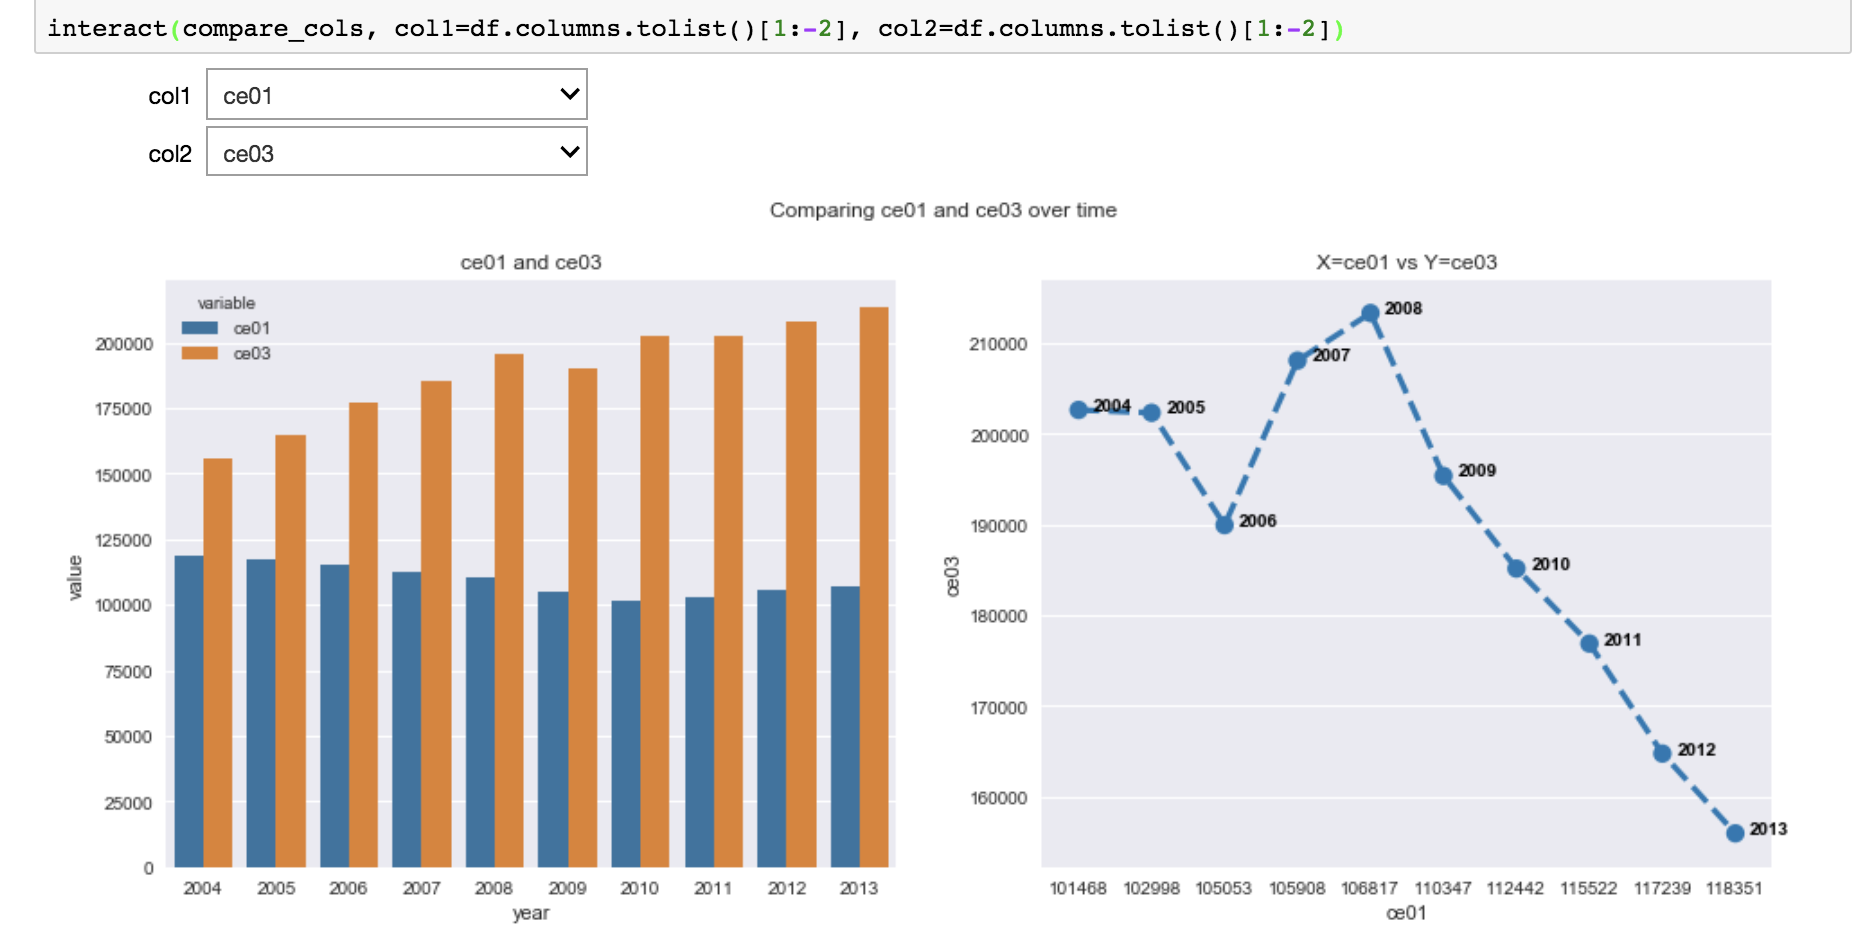 interact(compare_cols, col1=df.columns.tolist()[1:-2], col2=df.columns.tolist()[1:-2])
col1 ce01
col2 ce03
Comparing ce01 and ce03 over time
ce01 and ce03
variable
ce01
ce03
200000
175000
150000
125000
100000
75000
50000
25000
0
value
2004 2005 2006 2007 2008 2009 2010 2011 2012 2013
year
X=ce01 vs Y=ce03
210000
200000
190000
180000
170000
160000
ce03
2004
2005
2006
2007
2008
2009
2010
2011
2012
2013
101468 102998 105053 105908 106817 110347 112442 115522 117239 118351
ce01